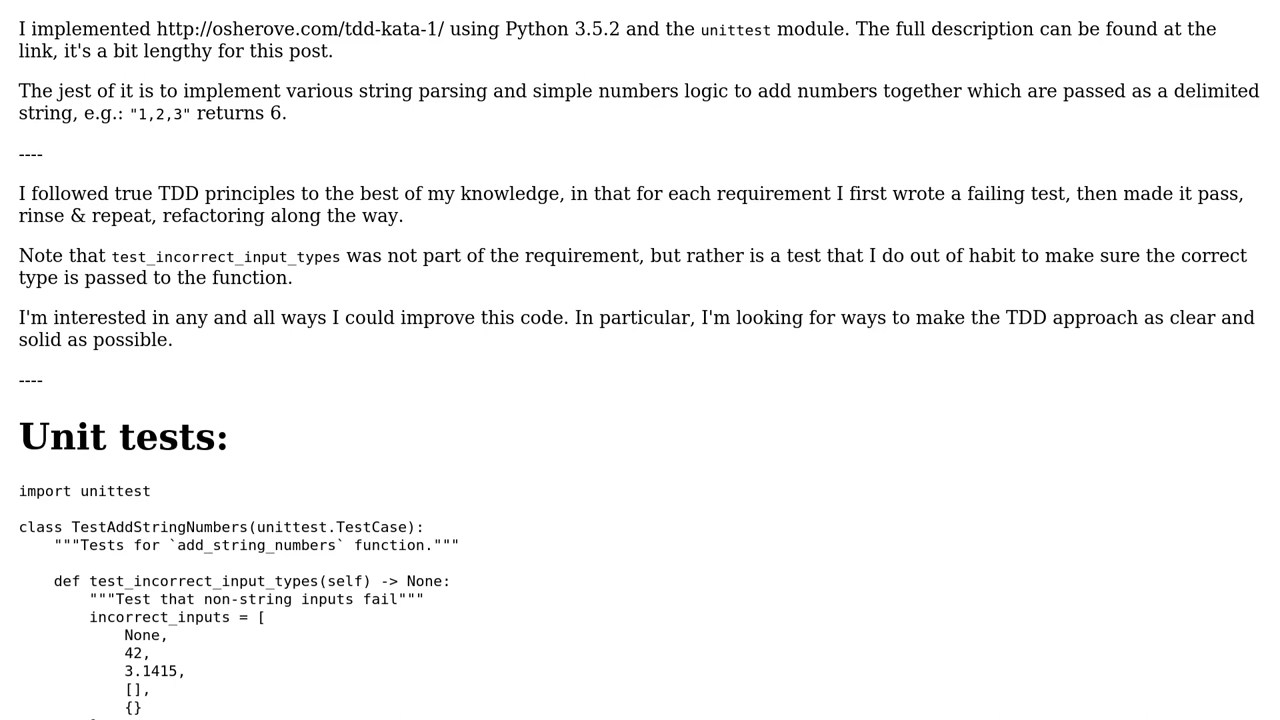 I implemented http://osherove.com/tdd-kata-1/ using Python 3.5.2 and the unittest module. The full description can be found at the
link, it's a bit lengthy for this post.
The jest of it is to implement various string parsing and simple numbers logic to add numbers together which are passed as a delimited
string, e.g.: "1,2,3" returns 6.
----
I followed true TDD principles to the best of my knowledge, in that for each requirement I first wrote a failing test, then made it pass,
rinse & repeat, refactoring along the way.
Note that test_incorrect_input_types was not part of the requirement, but rather is a test that I do out of habit to make sure the correct
type is passed to the function.
I'm interested in any and all ways I could improve this code. In particular, I'm looking for ways to make the TDD approach as clear and
solid as possible.
----
Unit tests:
import unittest
class TestAddStringNumbers(unittest.TestCase):
    """Tests for `add_string_numbers` function."""
    def test_incorrect_input_types(self) -> None:
        """Test that non-string inputs fail"""
        incorrect_inputs = [
            None,
            42,
            3.1415,
            [],
            {}